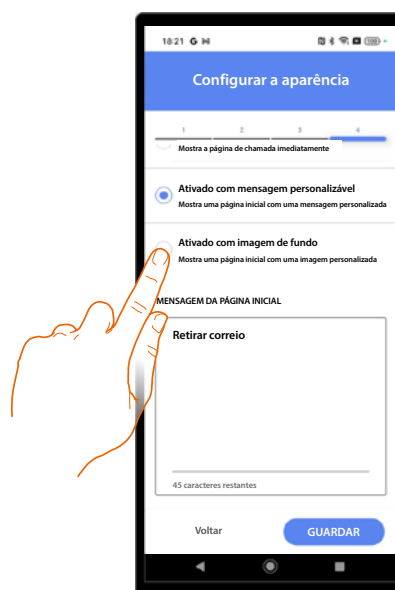 18:21 G
100
Configurar a aparência
1 2 3 4
Mostra a página de chamada imediatamente
Ativado com mensagem personalizável
Mostra uma página inicial com uma mensagem personalizada
Ativado com imagem de fundo
Mostra uma página inicial com uma imagem personalizada
MENSAGEM DA PÁGINA INICIAL
Retirar correio
45 caracteres restantes
Voltar GUARDAR